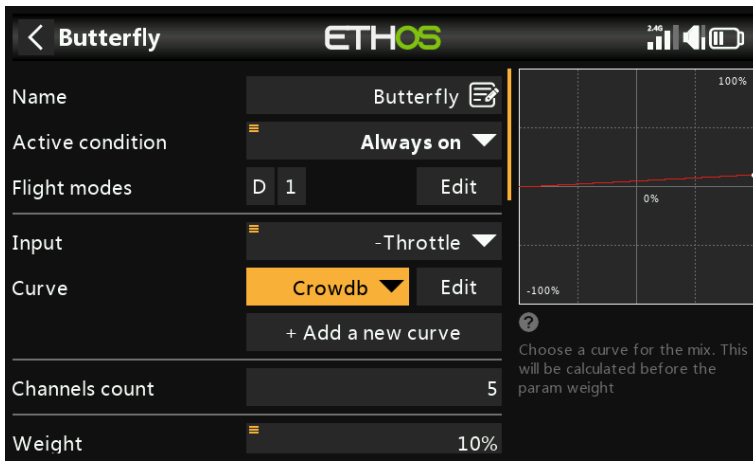 Butterfly
ETHOS
2.4G
Name
Butterfly
Active condition
Always on
Flight modes
D 1
Edit
Input
-Throttle
Curve
Crowdb
Edit
+ Add a new curve
Channels count
5
Weight
10%
100%
0%
-100%
?
Choose a curve for the mix. This
will be calculated before the
param weight